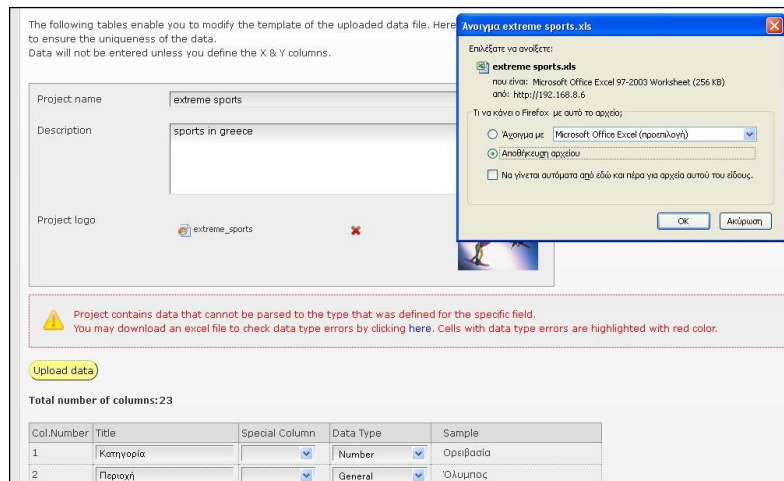 The following tables enable you to modify the template of the uploaded data file. Here
to ensure the uniqueness of the data.
Data will not be entered unless you define the X & Y columns.
Άνοιγμα extreme sports.xls
Επιλέξατε να ανοίξετε:
extreme sports.xls
που είναι: Microsoft Office Excel 97-2003 Worksheet (256 KB)
από: http://192.168.8.6
Τι να κάνει ο Firefox με αυτό το αρχείο;
Άνοιγμα με Microsoft Office Excel (προεπιλογή)
Αποθήκευση αρχείου
Να γίνεται αυτόματα από εδώ και πέρα για αρχεία αυτού του είδους.
OK Ακύρωση
Project name extreme sports
Description sports in greece
Project logo extreme_sports
Project contains data that cannot be parsed to the type that was defined for the specific field.
You may download an excel file to check data type errors by clicking here. Cells with data type errors are highlighted with red color.
Upload data
Total number of columns:23
Col.Number Title Special Column Data Type Sample
1 Κατηγορία Number Ορειβασία
2 Περιοχή General Όλυμπος